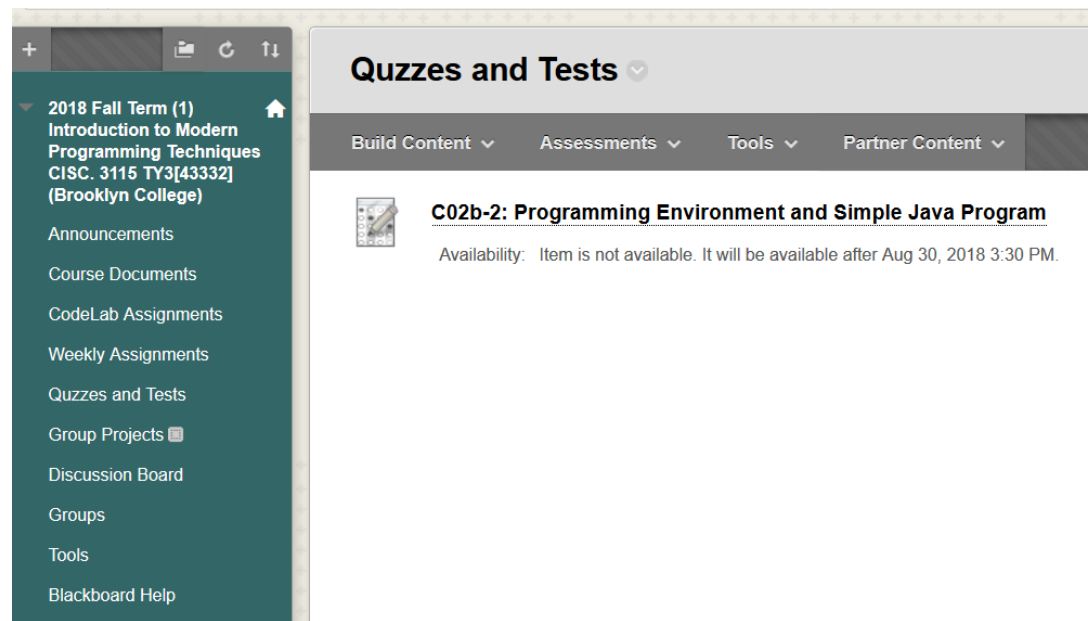 2018 Fall Term (1)
Introduction to Modern
Programming Techniques
CISC. 3115 TY3[43332]
(Brooklyn College)
Announcements
Course Documents
CodeLab Assignments
Weekly Assignments
Quzzes and Tests
Group Projects
Discussion Board
Groups
Tools
Blackboard Help
Quzzes and Tests
Build Content Assessments Tools Partner Content
C02b-2: Programming Environment and Simple Java Program
Availability: Item is not available. It will be available after Aug 30, 2018 3:30 PM.